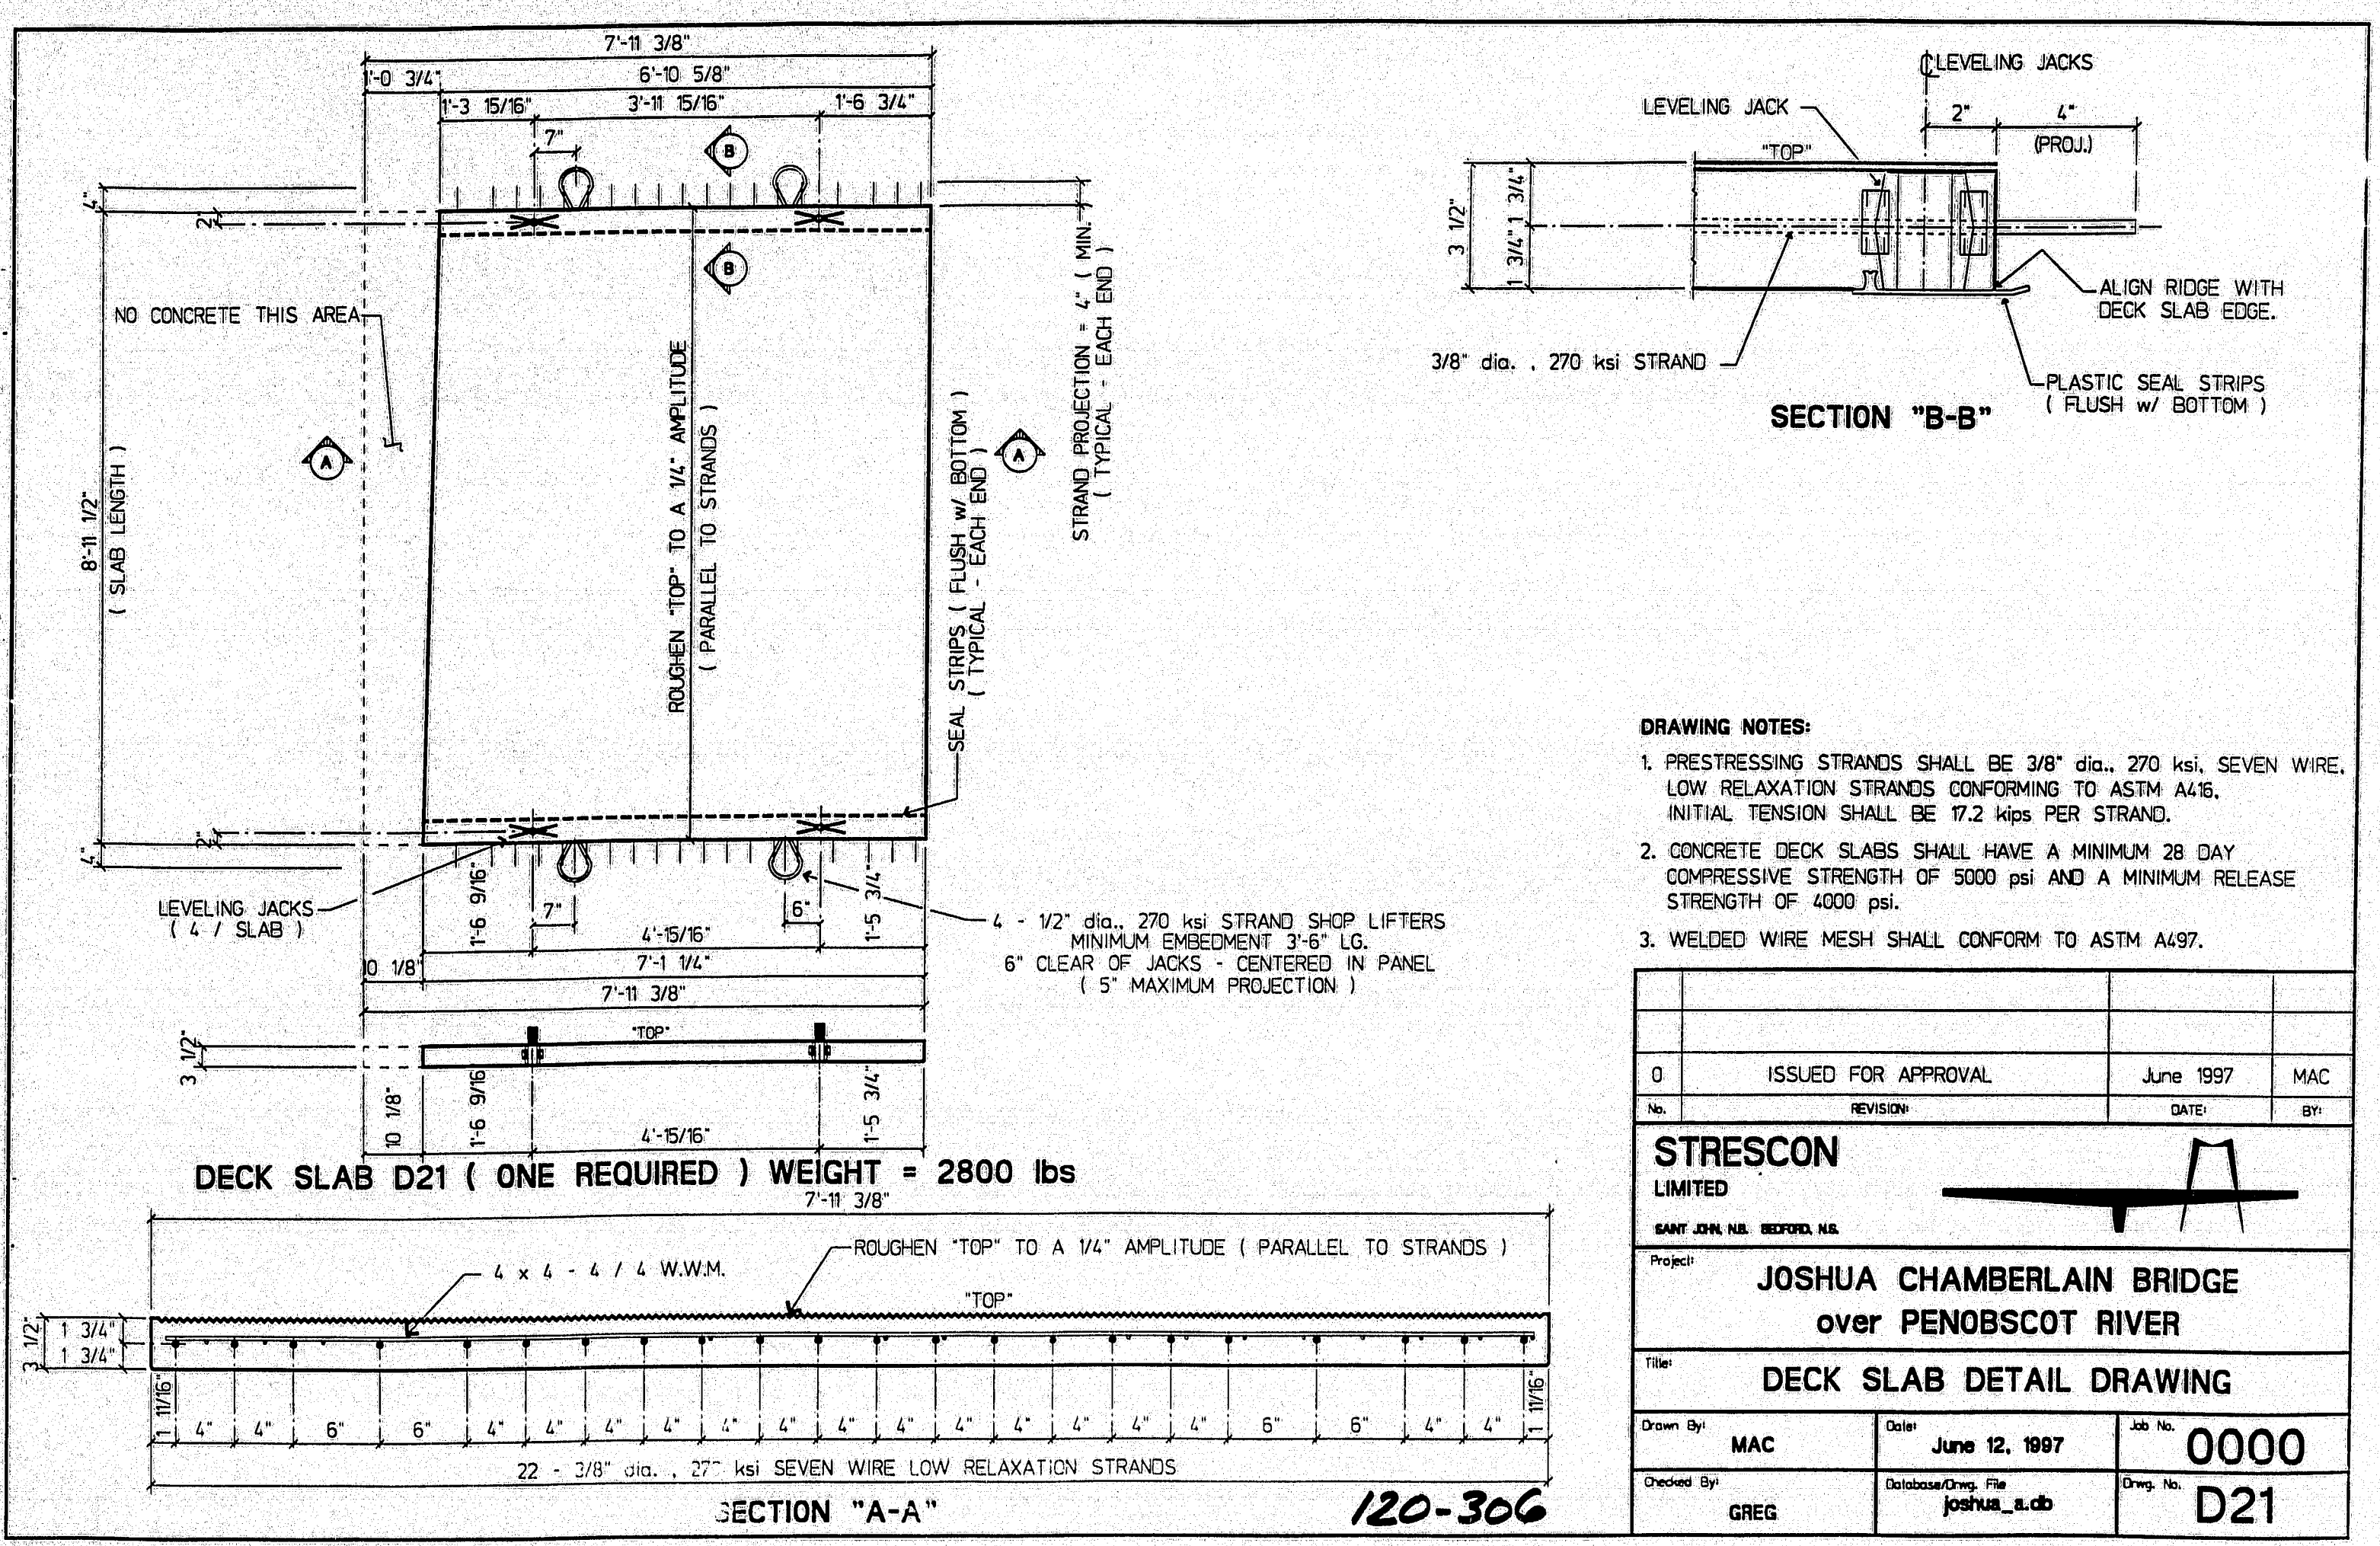 7'-11 3/8"
1'-0 3/4"
6'-10 5/8"
1'-3 15/16"
3'-11 15/16"
1'-6 3/4"
7"
B
4"
2"
B
NO CONCRETE THIS AREA
A
8'-11 1/2"
( SLAB LENGTH )
ROUGHEN "TOP" TO A 1/4" AMPLITUDE
( PARALLEL TO STRANDS )
SEAL STRIPS ( FLUSH w/ BOTTOM )
( TYPICAL - EACH END )
A
STRAND PROJECTION = 4" ( MIN. )
( TYPICAL - EACH END )
2"
4"
LEVELING JACKS
( 4 / SLAB )
1'-6 9/16"
7"
6"
1'-5 3/4"
4'-15/16"
10 1/8"
7'-1 1/4"
7'-11 3/8"
4 - 1/2" dia., 270 ksi STRAND SHOP LIFTERS
MINIMUM EMBEDMENT 3'-6" LG.
6" CLEAR OF JACKS - CENTERED IN PANEL
( 5" MAXIMUM PROJECTION )
"TOP"
3 1/2"
10 1/8"
1'-6 9/16"
4'-15/16"
1'-5 3/4"
DECK SLAB D21 ( ONE REQUIRED ) WEIGHT = 2800 lbs
7'-11 3/8"
ROUGHEN "TOP" TO A 1/4" AMPLITUDE ( PARALLEL TO STRANDS )
4 x 4 - 4 / 4 W.W.M.
"TOP"
3 1/2"
1 3/4"
1 3/4"
1 11/16"
4" 4" 6" 6" 4" 4" 4" 4" 4" 4" 4" 4" 4" 4" 4" 4" 4" 6" 6" 4" 4"
1 11/16"
22 - 3/8" dia. , 27 ksi SEVEN WIRE LOW RELAXATION STRANDS
SECTION "A-A"
120-306
℄ LEVELING JACKS
LEVELING JACK
2"
4"
(PROJ.)
"TOP"
3 1/2"
1 3/4"
1 3/4"
ALIGN RIDGE WITH
DECK SLAB EDGE.
3/8" dia. , 270 ksi STRAND
PLASTIC SEAL STRIPS
( FLUSH w/ BOTTOM )
SECTION "B-B"
DRAWING NOTES:
1. PRESTRESSING STRANDS SHALL BE 3/8" dia., 270 ksi, SEVEN WIRE,
LOW RELAXATION STRANDS CONFORMING TO ASTM A416.
INITIAL TENSION SHALL BE 17.2 kips PER STRAND.
2. CONCRETE DECK SLABS SHALL HAVE A MINIMUM 28 DAY
COMPRESSIVE STRENGTH OF 5000 psi AND A MINIMUM RELEASE
STRENGTH OF 4000 psi.
3. WELDED WIRE MESH SHALL CONFORM TO ASTM A497.
0 ISSUED FOR APPROVAL June 1997 MAC
No. REVISION: DATE: BY:
STRESCON
LIMITED
SAINT JOHN, N.B. BEDFORD, N.S.
Project:
JOSHUA CHAMBERLAIN BRIDGE
over PENOBSCOT RIVER
Title:
DECK SLAB DETAIL DRAWING
Drawn By:
MAC
Date:
June 12, 1997
Job No.
0000
Checked By:
GREG
Database/Drwg. File
joshua_a.db
Drwg. No.
D21